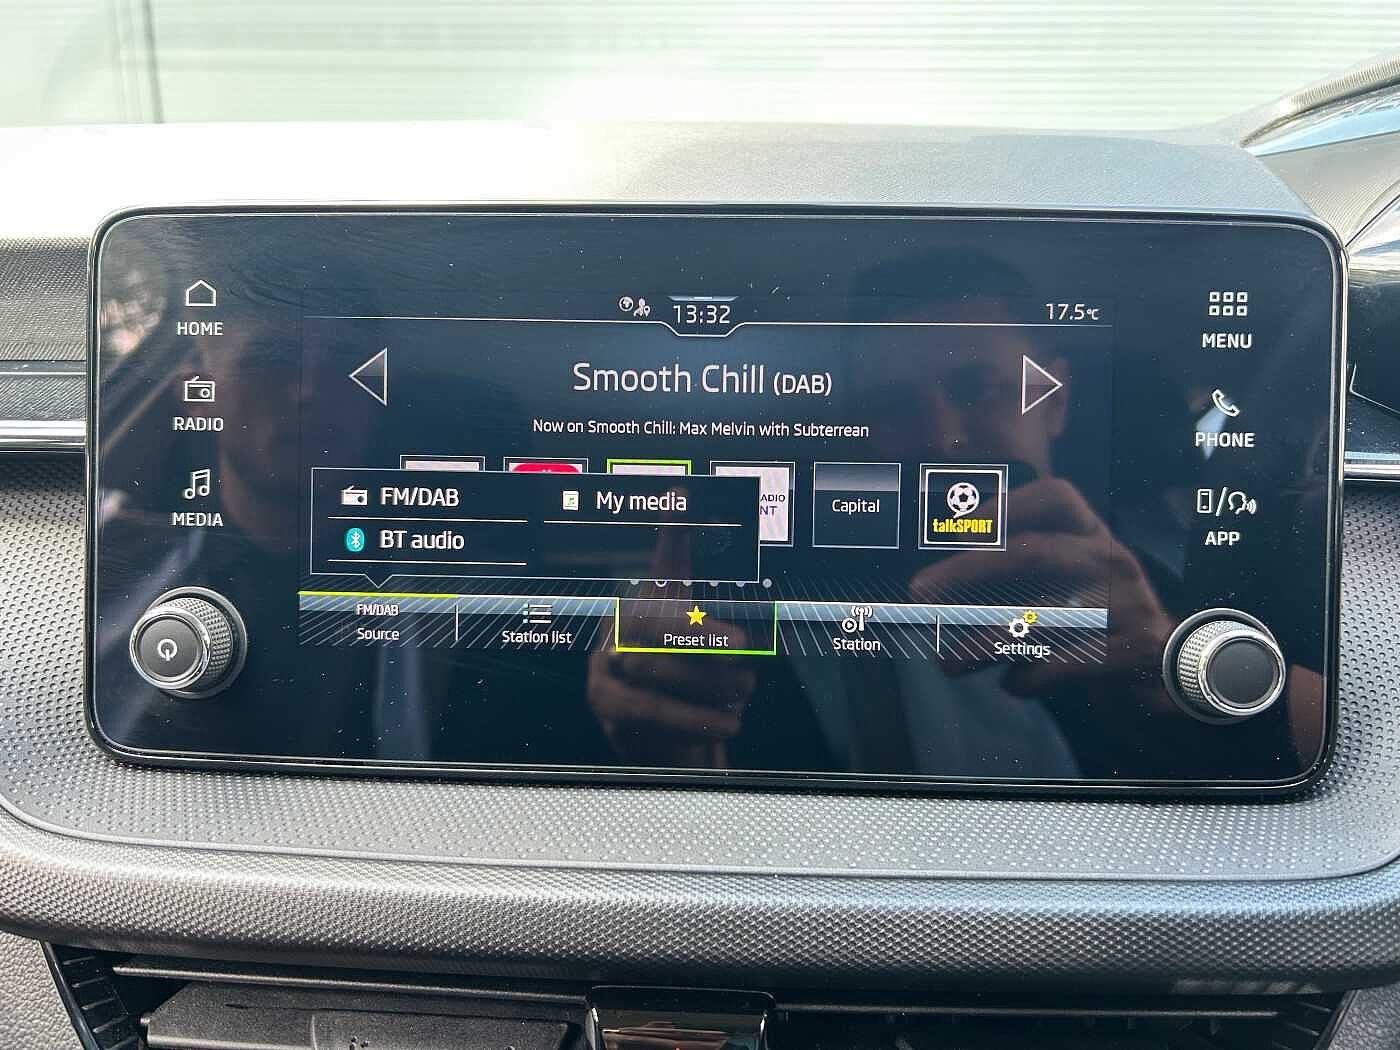 HOME
RADIO
MEDIA
13:32
17.5°C
Smooth Chill (DAB)
Now on Smooth Chill: Max Melvin with Subterrean
FM/DAB
My media
BT audio
ADIO
NT
Capital
talkSPORT
FM/DAB
Source
Station list
Preset list
Station
Settings
MENU
PHONE
APP